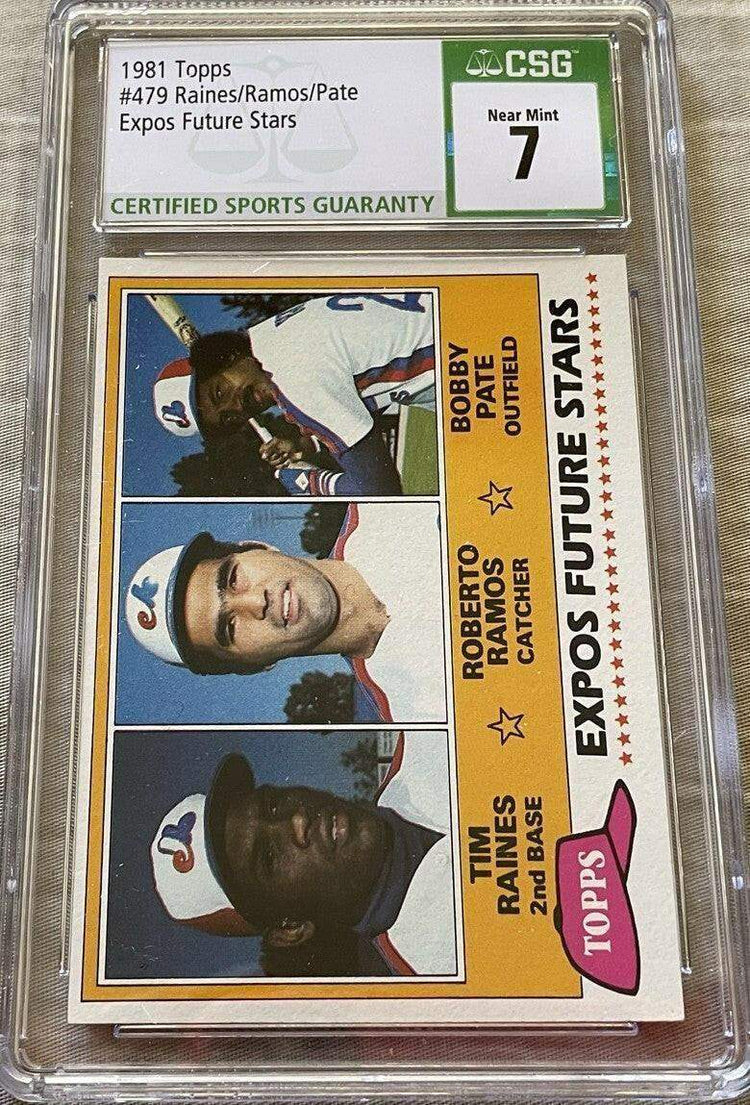 1981 Topps
#479 Raines/Ramos/Pate
Expos Future Stars
CERTIFIED SPORTS GUARANTY
CSG
Near Mint
7
TIM
RAINES
2nd BASE
ROBERTO
RAMOS
CATCHER
BOBBY
PATE
OUTFIELD
TOPPS
EXPOS FUTURE STARS